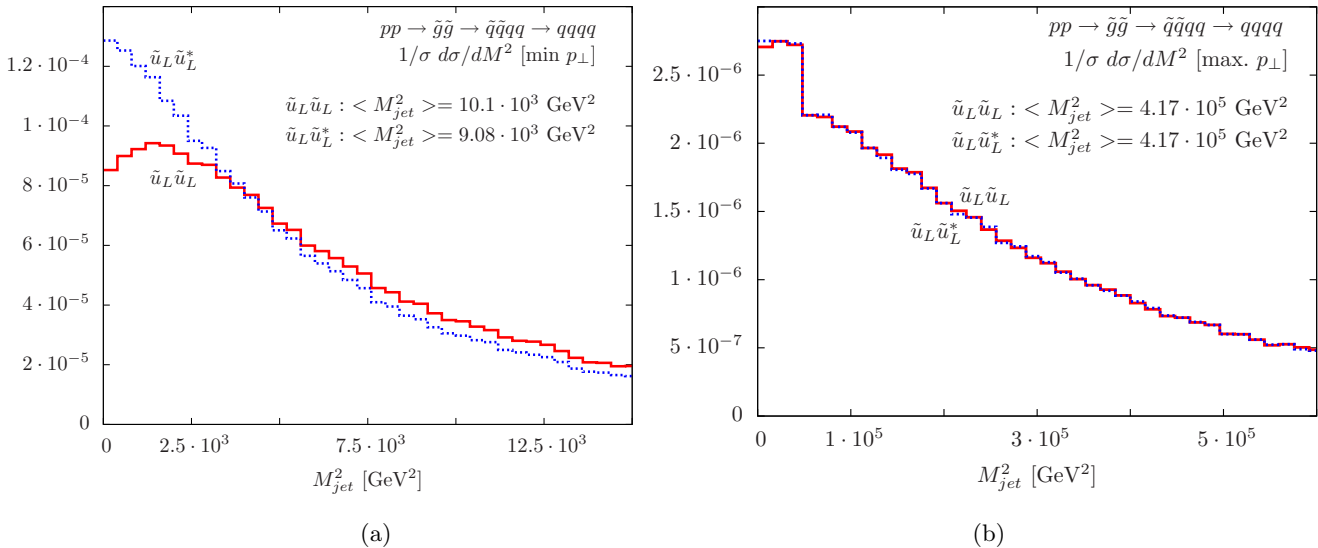 pp → g̃g̃ → q̃q̃qq → qqqq
1/σ dσ/dM² [min p⊥]
ũ_L ũ_L^*
ũ_L ũ_L : < M²_jet >= 10.1 · 10³ GeV²
ũ_L ũ_L^* : < M²_jet >= 9.08 · 10³ GeV²
ũ_L ũ_L
1.2 · 10⁻⁴
1 · 10⁻⁴
8 · 10⁻⁵
6 · 10⁻⁵
4 · 10⁻⁵
2 · 10⁻⁵
0
0 2.5 · 10³ 7.5 · 10³ 12.5 · 10³
M²_jet [GeV²]
(a)
pp → g̃g̃ → q̃q̃qq → qqqq
1/σ dσ/dM² [max. p⊥]
ũ_L ũ_L : < M²_jet >= 4.17 · 10⁵ GeV²
ũ_L ũ_L^* : < M²_jet >= 4.17 · 10⁵ GeV²
ũ_L ũ_L
ũ_L ũ_L^*
2.5 · 10⁻⁶
2 · 10⁻⁶
1.5 · 10⁻⁶
1 · 10⁻⁶
5 · 10⁻⁷
0
0 1 · 10⁵ 3 · 10⁵ 5 · 10⁵
M²_jet [GeV²]
(b)